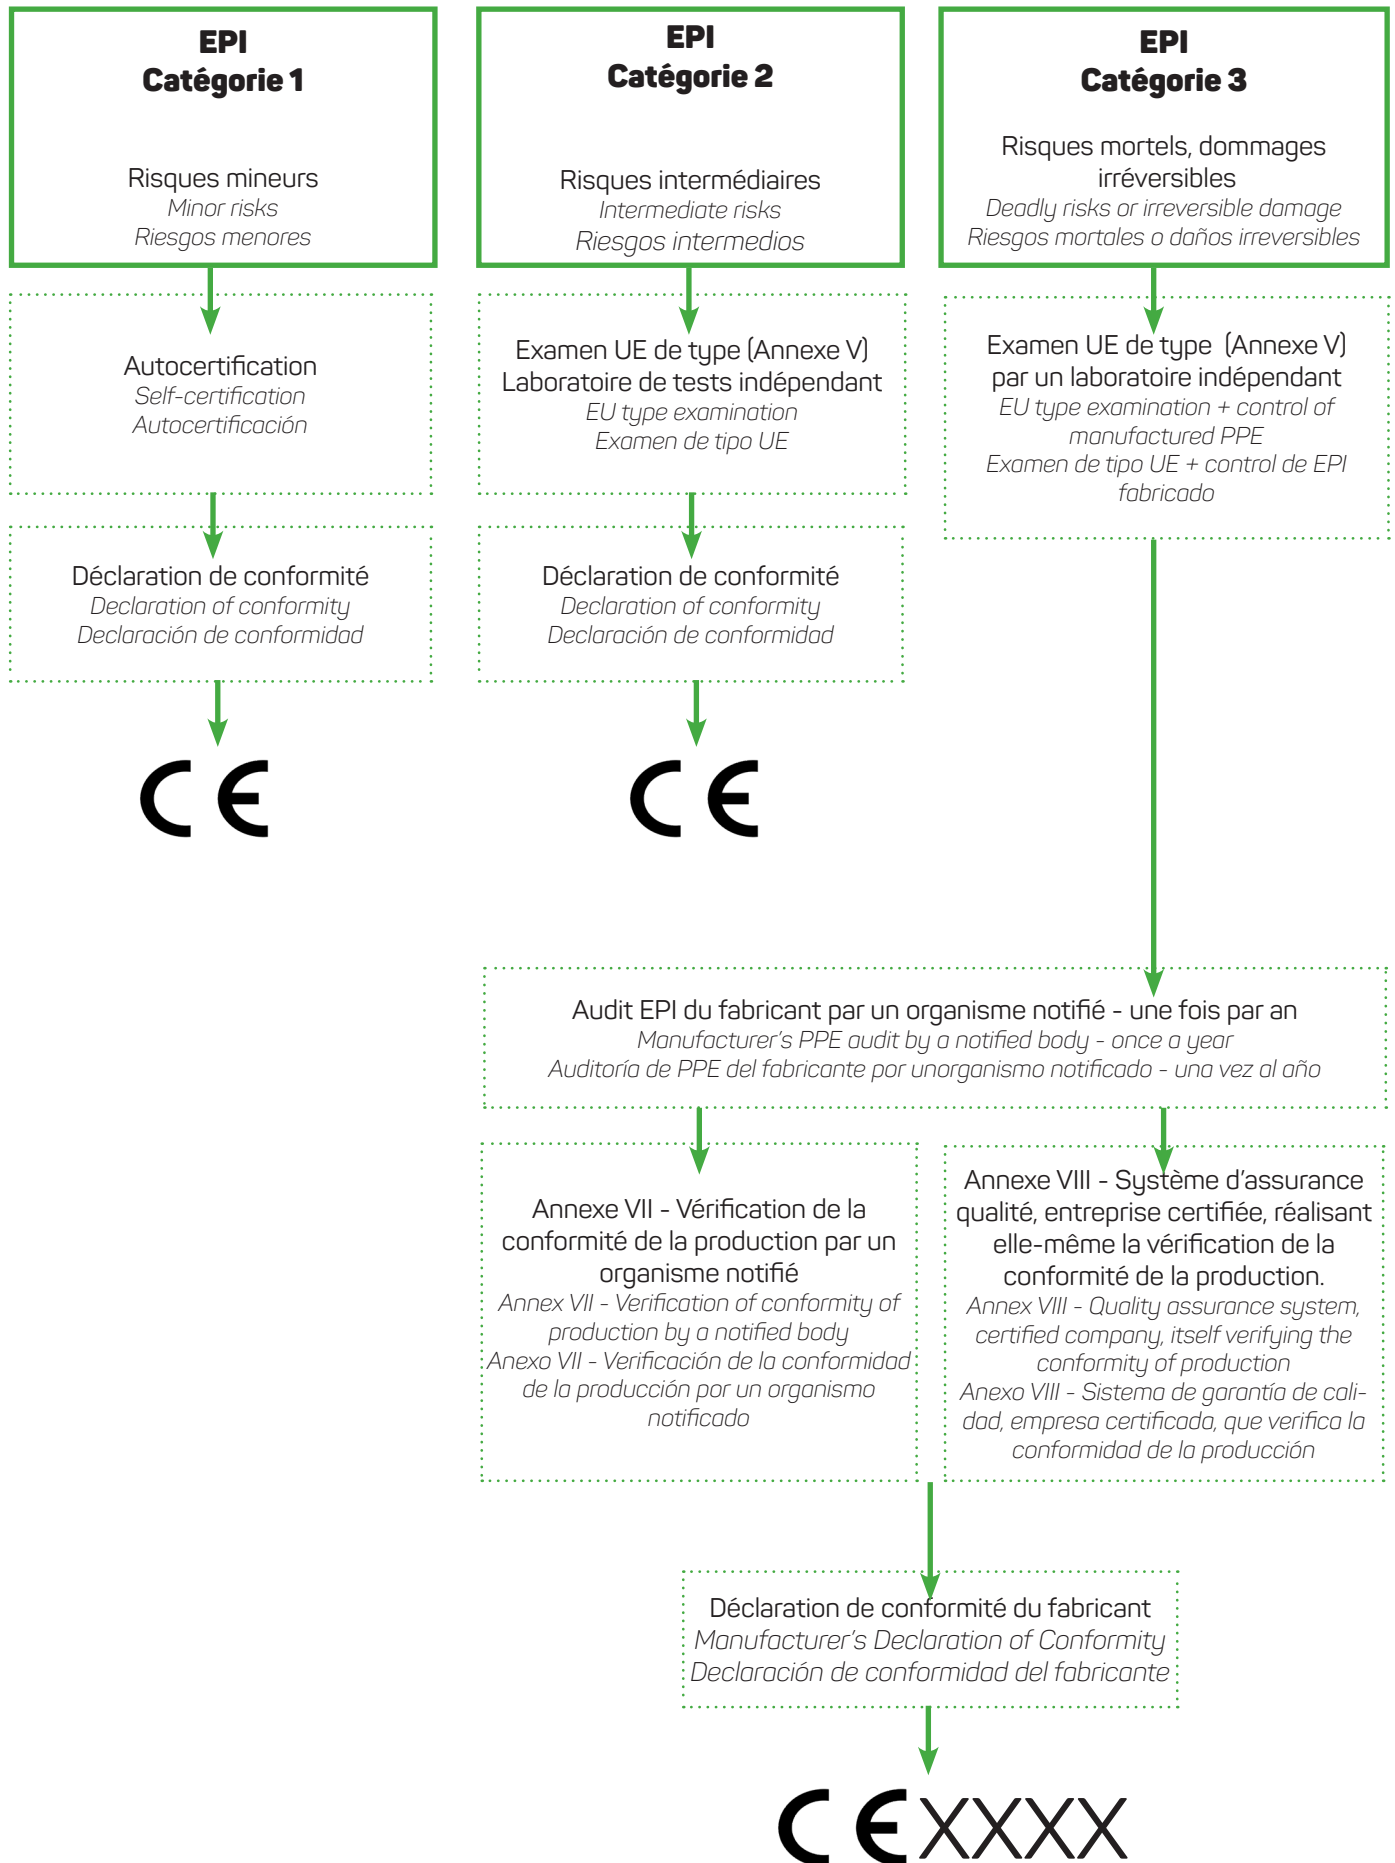 EPI
Catégorie 1
Risques mineurs
Minor risks
Riesgos menores
EPI
Catégorie 2
Risques intermédiaires
Intermediate risks
Riesgos intermedios
EPI
Catégorie 3
Risques mortels, dommages
irréversibles
Deadly risks or irreversible damage
Riesgos mortales o daños irreversibles
Autocertification
Self-certification
Autocertificación
Examen UE de type (Annexe V)
Laboratoire de tests indépendant
EU type examination
Examen de tipo UE
Examen UE de type (Annexe V)
par un laboratoire indépendant
EU type examination + control of
manufactured PPE
Examen de tipo UE + control de EPI
fabricado
Déclaration de conformité
Declaration of conformity
Declaración de conformidad
Déclaration de conformité
Declaration of conformity
Declaración de conformidad
CE
CE
Audit EPI du fabricant par un organisme notifié - une fois par an
Manufacturer's PPE audit by a notified body - once a year
Auditoría de PPE del fabricante por unorganismo notificado - una vez al año
Annexe VII - Vérification de la
conformité de la production par un
organisme notifié
Annex VII - Verification of conformity of
production by a notified body
Anexo VII - Verificación de la conformidad
de la producción por un organismo
notificado
Annexe VIII - Système d'assurance
qualité, entreprise certifiée, réalisant
elle-même la vérification de la
conformité de la production.
Annex VIII - Quality assurance system,
certified company, itself verifying the
conformity of production
Anexo VIII - Sistema de garantía de cali-
dad, empresa certificada, que verifica la
conformidad de la producción
Déclaration de conformité du fabricant
Manufacturer's Declaration of Conformity
Declaración de conformidad del fabricante
CE XXXX